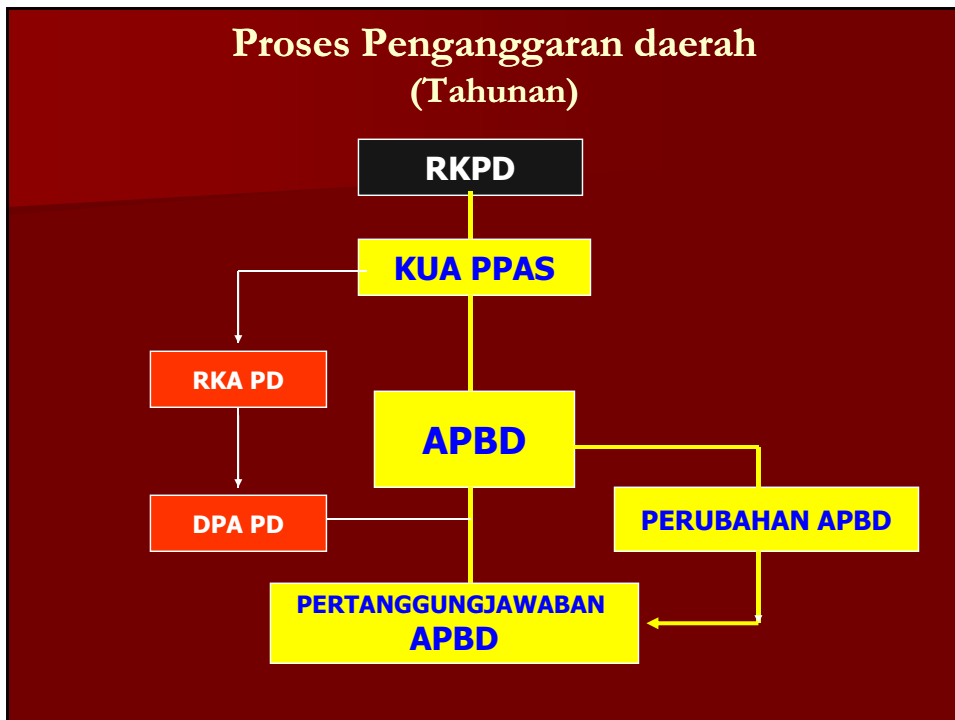 Proses Penganggaran daerah
(Tahunan)
RKPD
KUA PPAS
RKA PD
APBD
DPA PD
PERUBAHAN APBD
PERTANGGUNGJAWABAN
APBD